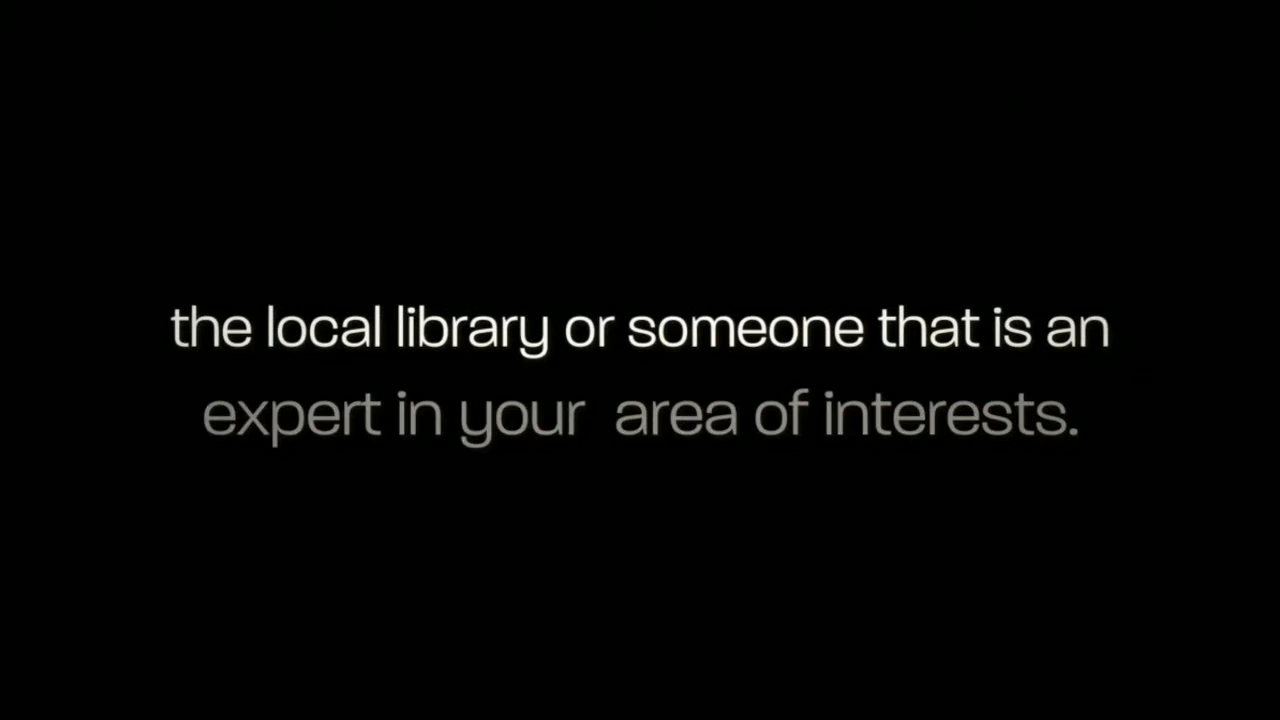 the local library or someone that is an
expert in your  area of interests.